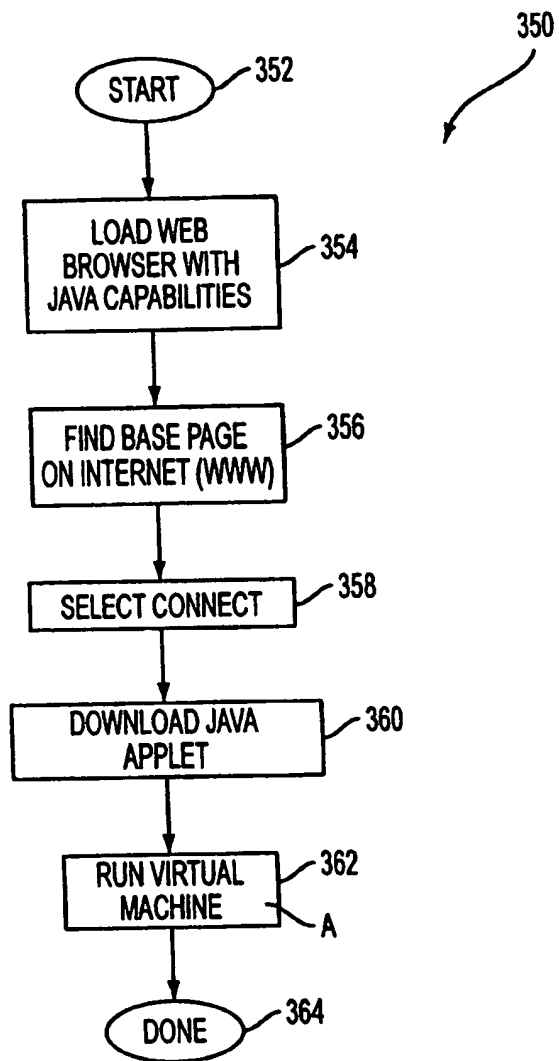 350
START
352
LOAD WEB
BROWSER WITH
JAVA CAPABILITIES
354
FIND BASE PAGE
ON INTERNET (WWW)
356
SELECT CONNECT
358
DOWNLOAD JAVA
APPLET
360
RUN VIRTUAL
MACHINE
362
A
DONE
364